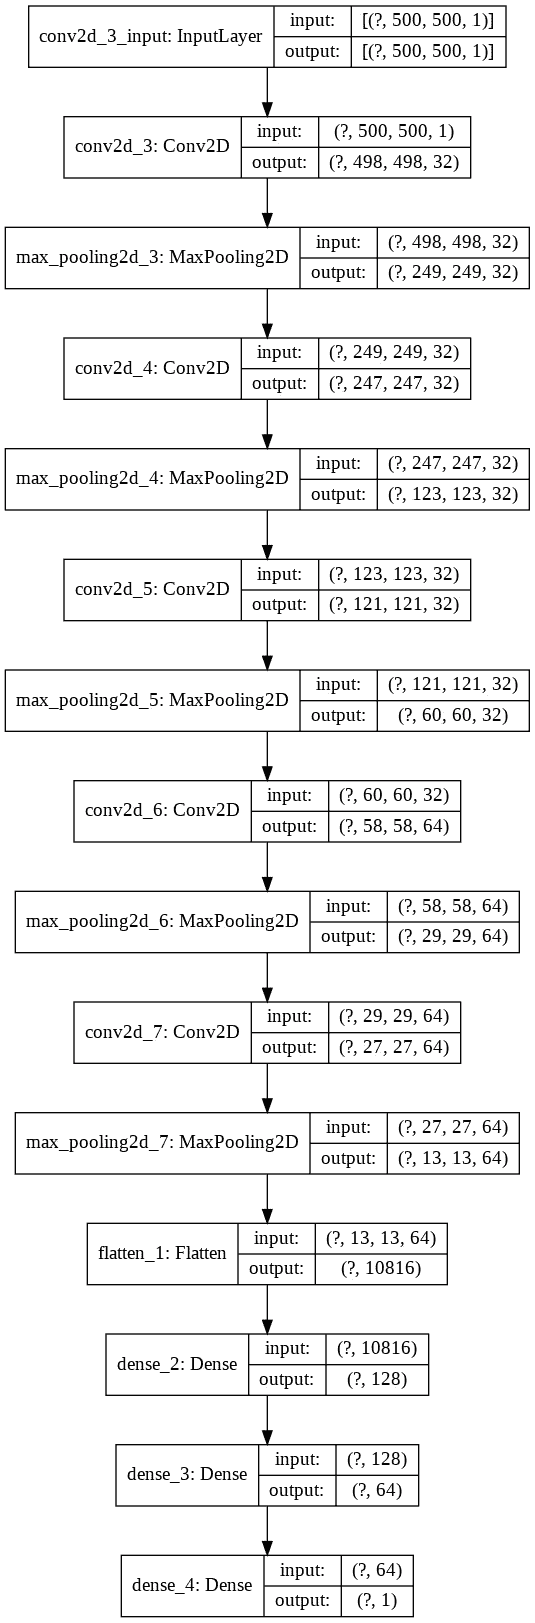 conv2d_3_input: InputLayer
input: [(?, 500, 500, 1)]
output: [(?, 500, 500, 1)]
conv2d_3: Conv2D
input: (?, 500, 500, 1)
output: (?, 498, 498, 32)
max_pooling2d_3: MaxPooling2D
input: (?, 498, 498, 32)
output: (?, 249, 249, 32)
conv2d_4: Conv2D
input: (?, 249, 249, 32)
output: (?, 247, 247, 32)
max_pooling2d_4: MaxPooling2D
input: (?, 247, 247, 32)
output: (?, 123, 123, 32)
conv2d_5: Conv2D
input: (?, 123, 123, 32)
output: (?, 121, 121, 32)
max_pooling2d_5: MaxPooling2D
input: (?, 121, 121, 32)
output: (?, 60, 60, 32)
conv2d_6: Conv2D
input: (?, 60, 60, 32)
output: (?, 58, 58, 64)
max_pooling2d_6: MaxPooling2D
input: (?, 58, 58, 64)
output: (?, 29, 29, 64)
conv2d_7: Conv2D
input: (?, 29, 29, 64)
output: (?, 27, 27, 64)
max_pooling2d_7: MaxPooling2D
input: (?, 27, 27, 64)
output: (?, 13, 13, 64)
flatten_1: Flatten
input: (?, 13, 13, 64)
output: (?, 10816)
dense_2: Dense
input: (?, 10816)
output: (?, 128)
dense_3: Dense
input: (?, 128)
output: (?, 64)
dense_4: Dense
input: (?, 64)
output: (?, 1)